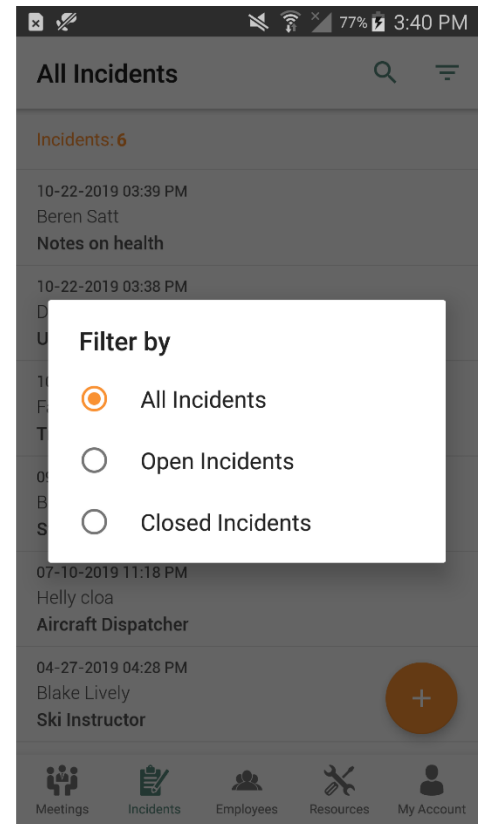 77% 3:40 PM
All Incidents
Incidents: 6
10-22-2019 03:39 PM
Beren Satt
Notes on health
10-22-2019 03:38 PM
Filter by
All Incidents
Open Incidents
Closed Incidents
07-10-2019 11:18 PM
Helly cloa
Aircraft Dispatcher
04-27-2019 04:28 PM
Blake Lively
Ski Instructor
+
Meetings Incidents Employees Resources My Account